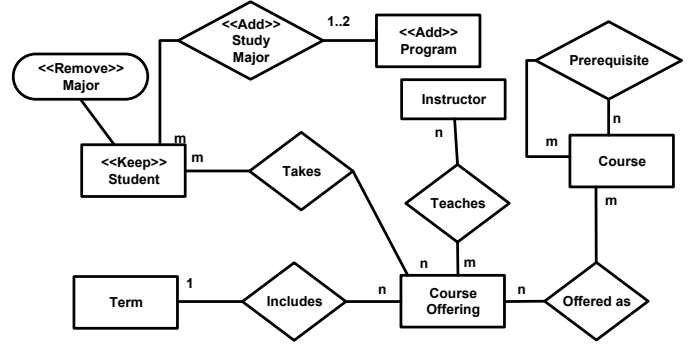 <<Add>>
Study
Major
1..2
<<Add>>
Program
<<Remove>>
Major
Prerequisite
Instructor
n
m
n
m
<<Keep>>
Student
m
Takes
Course
m
Teaches
n
m
Term
1
Includes
n
Course
Offering
n
Offered as